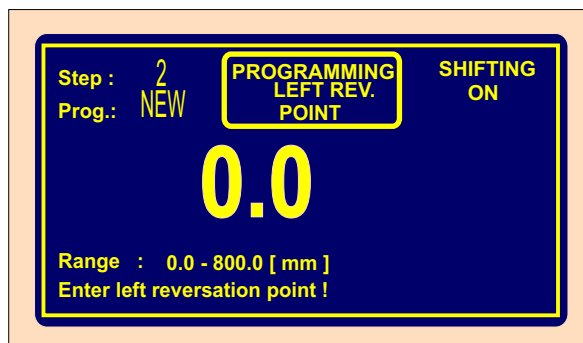 Step : 2
Prog.: NEW
PROGRAMMING
LEFT REV.
POINT
SHIFTING
ON
0.0
Range : 0.0 - 800.0 [ mm ]
Enter left reversation point !